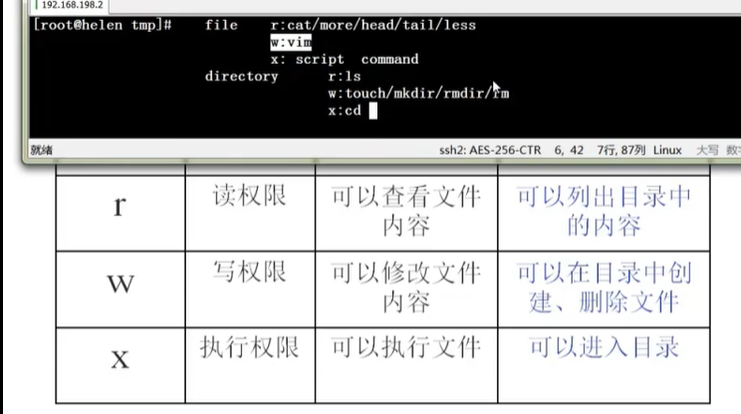 192.168.198.2
[root@helen tmp]# file r:cat/more/head/tail/less
w:vim
x: script command
directory r:ls
w:touch/mkdir/rmdir/rm
x:cd
就绪 ssh2: AES-256-CTR 6, 42 7行, 87列 Linux 大写 数
r 读权限 可以查看文件内容 可以列出目录中的内容
w 写权限 可以修改文件内容 可以在目录中创建、删除文件
x 执行权限 可以执行文件 可以进入目录